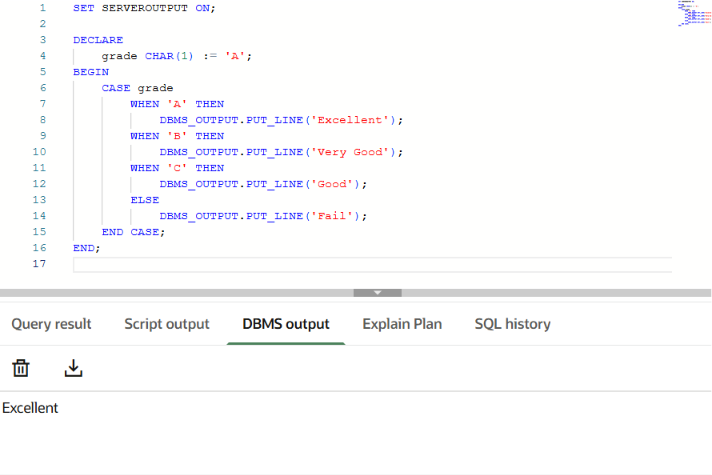 1 SET SERVEROUTPUT ON;
2
3 DECLARE
4     grade CHAR(1) := 'A';
5 BEGIN
6     CASE grade
7         WHEN 'A' THEN
8             DBMS_OUTPUT.PUT_LINE('Excellent');
9         WHEN 'B' THEN
10             DBMS_OUTPUT.PUT_LINE('Very Good');
11         WHEN 'C' THEN
12             DBMS_OUTPUT.PUT_LINE('Good');
13         ELSE
14             DBMS_OUTPUT.PUT_LINE('Fail');
15     END CASE;
16 END;
17
Query result Script output DBMS output Explain Plan SQL history
Excellent